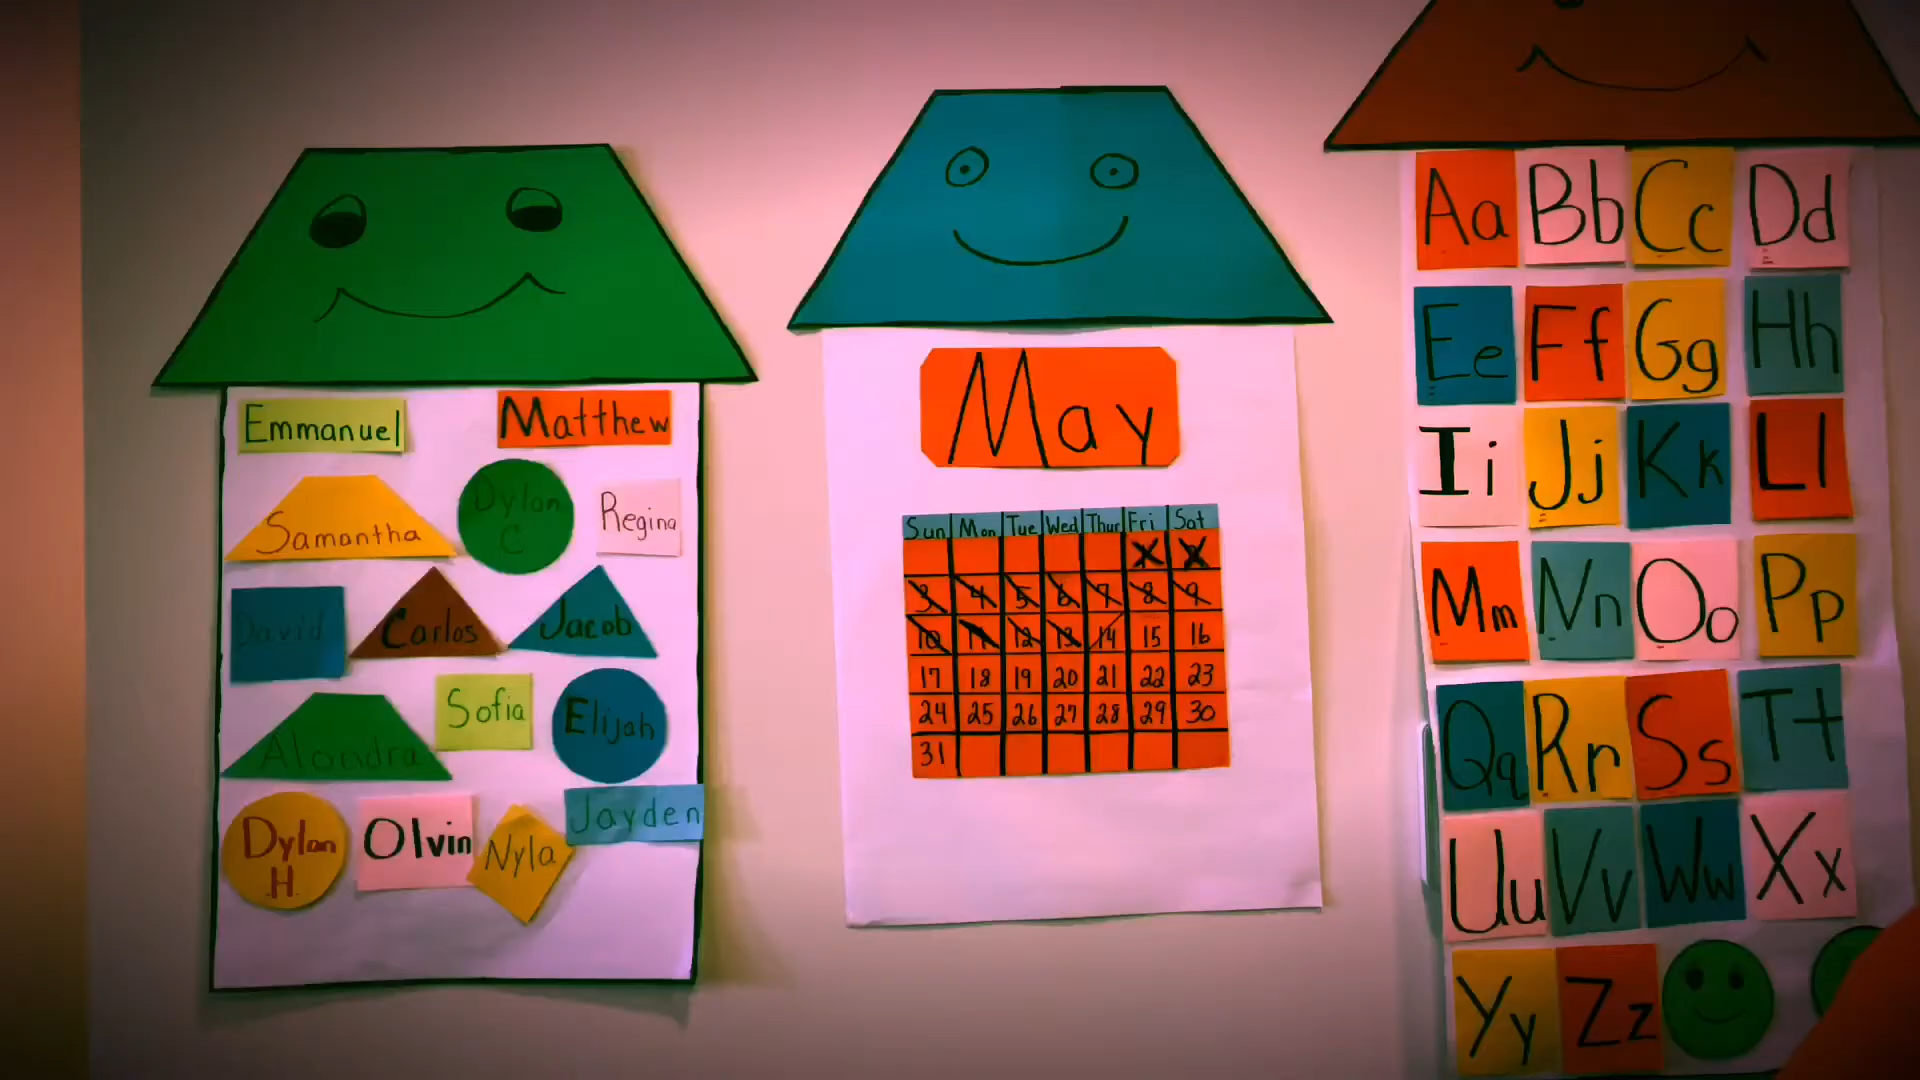 Emmanuel Matthew
Samantha Dylan C Regina
David Carlos Jacob
Alondra Sofia Elijah
Dylan H. Olvin Nyla Jayden
May
Sun Mon Tue Wed Thur Fri Sat
X X
3 4 5 6 7 8 9
10 11 12 13 14 15 16
17 18 19 20 21 22 23
24 25 26 27 28 29 30
31
Aa Bb Cc Dd
Ee Ff Gg Hh
Ii Jj Kk Ll
Mm Nn Oo Pp
Qq Rr Ss Tt
Uu Vv Ww Xx
Yy Zz